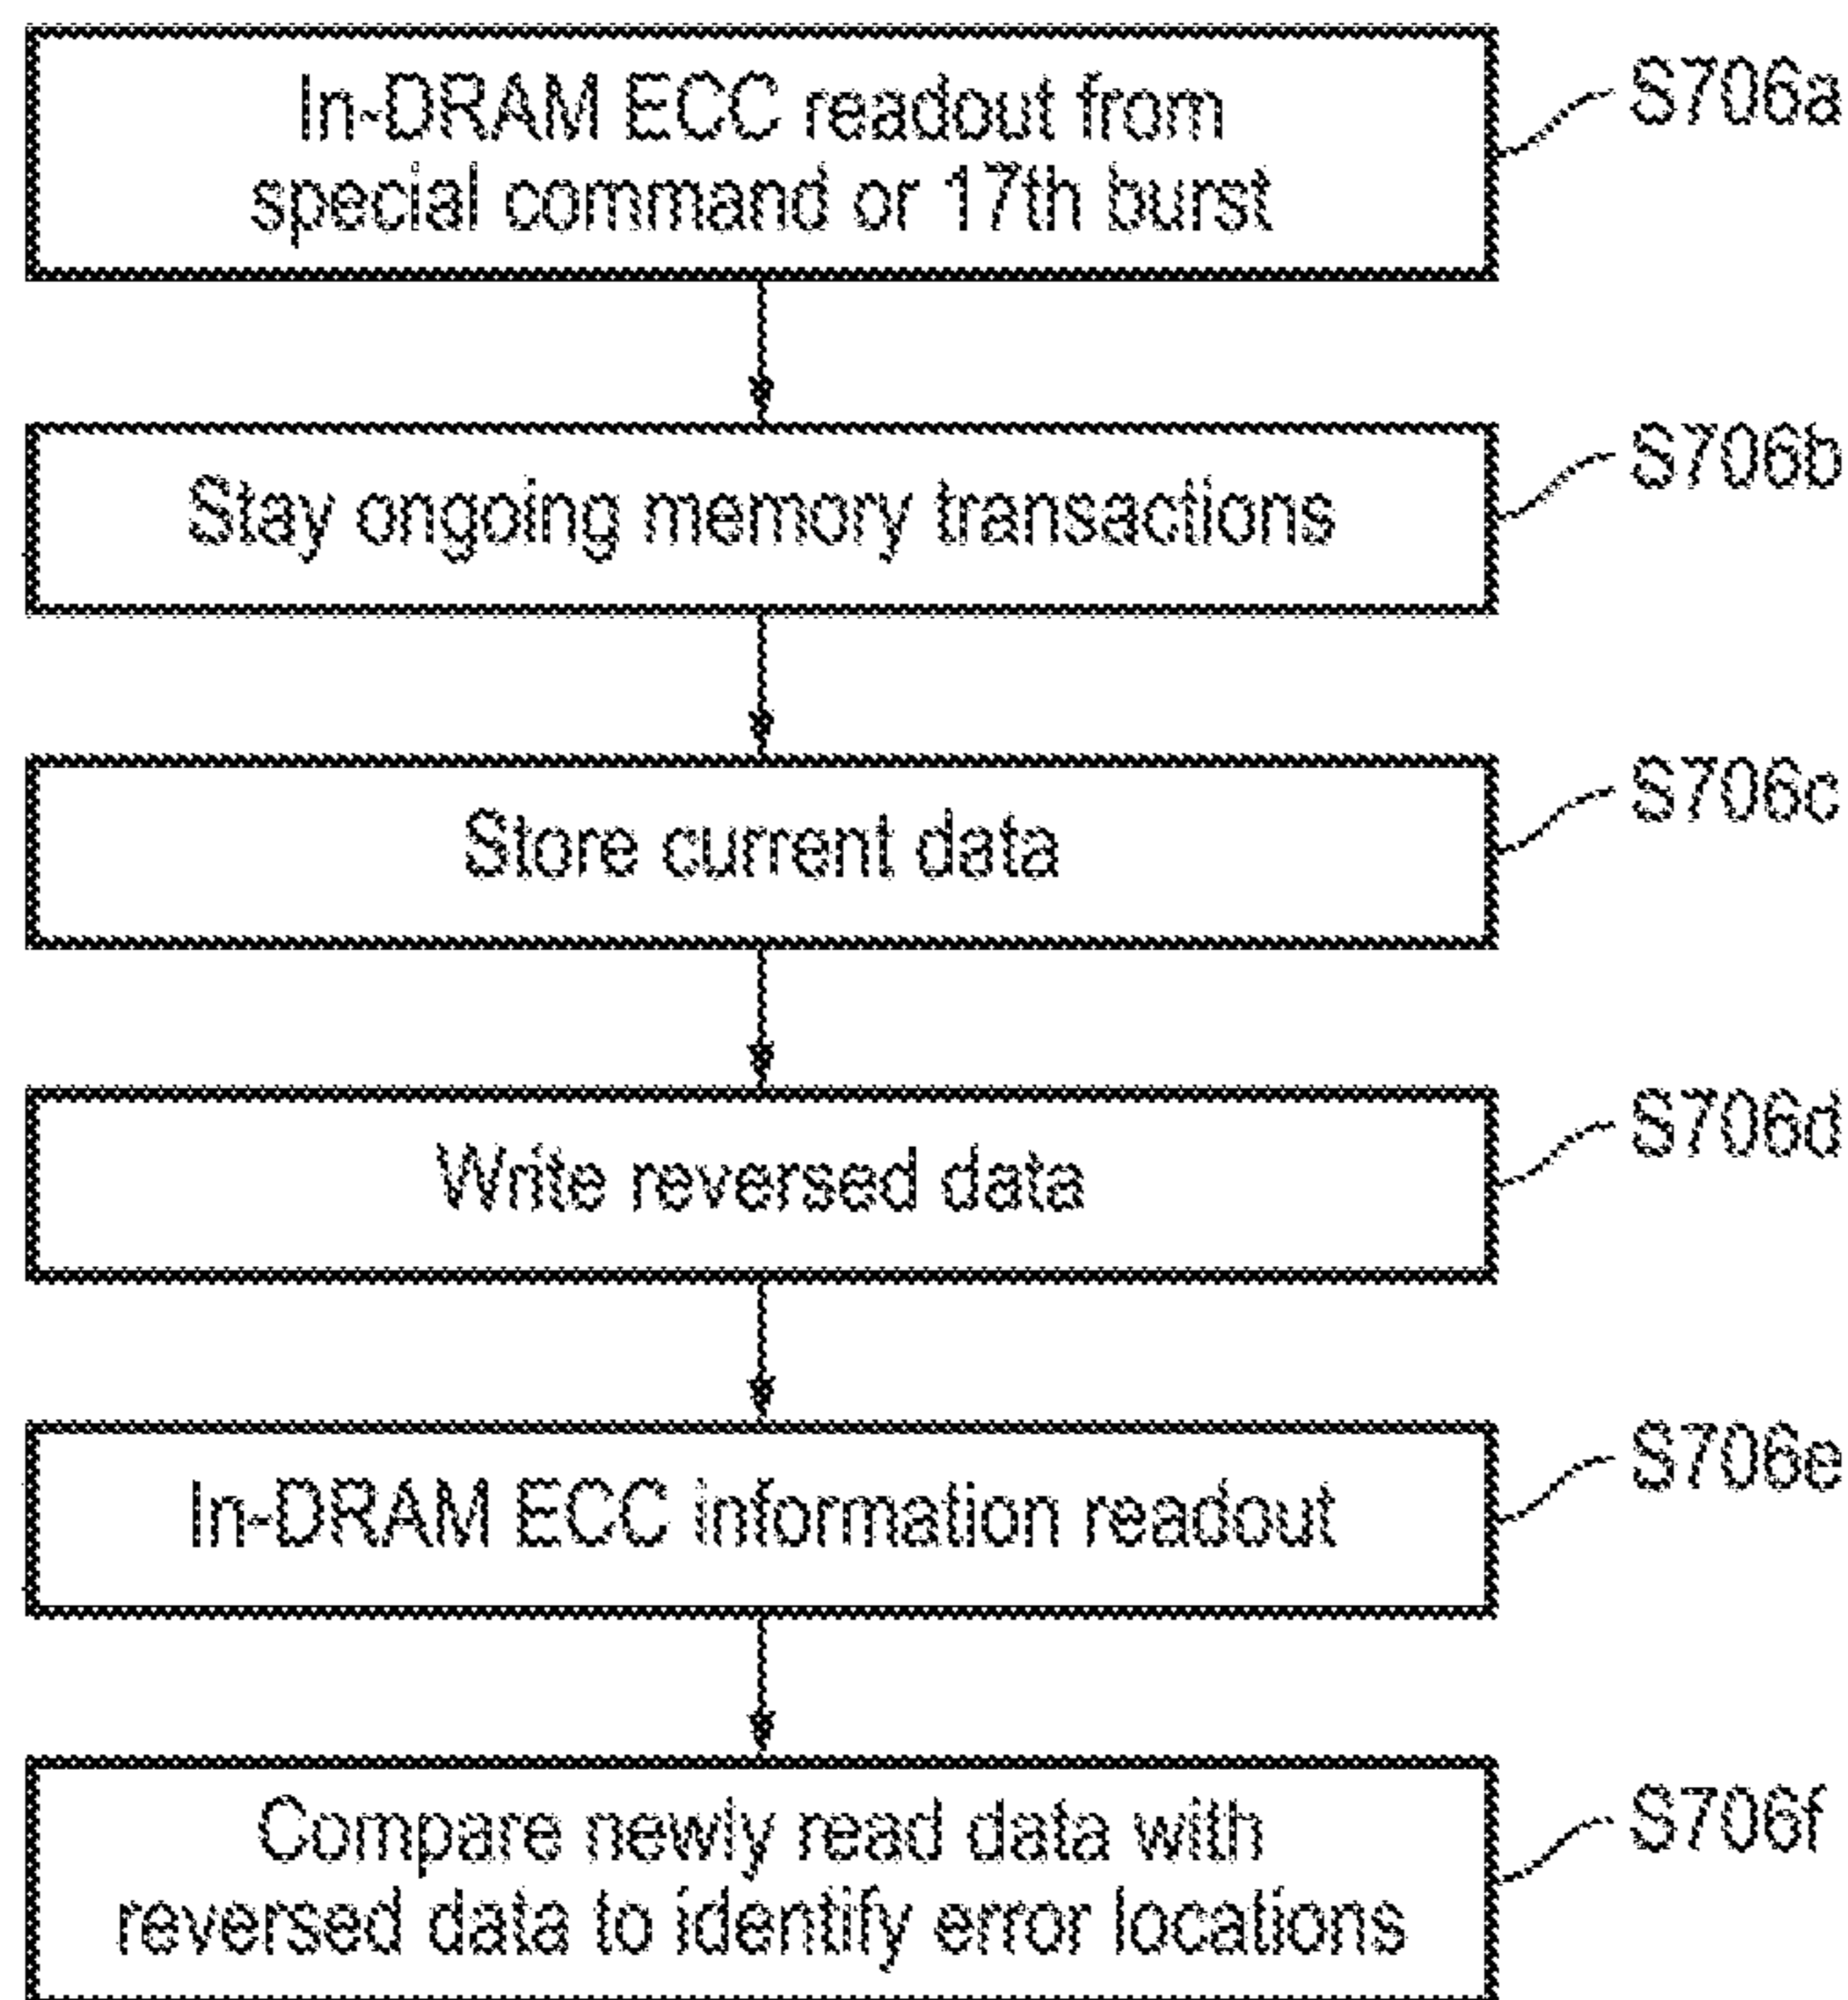 In-DRAM ECC readout from
special command or 17th burst
S706a
Stay ongoing memory transactions
S706b
Store current data
S706c
Write reversed data
S706d
In-DRAM ECC information readout
S706e
Compare newly read data with
reversed data to identify error locations
S706f